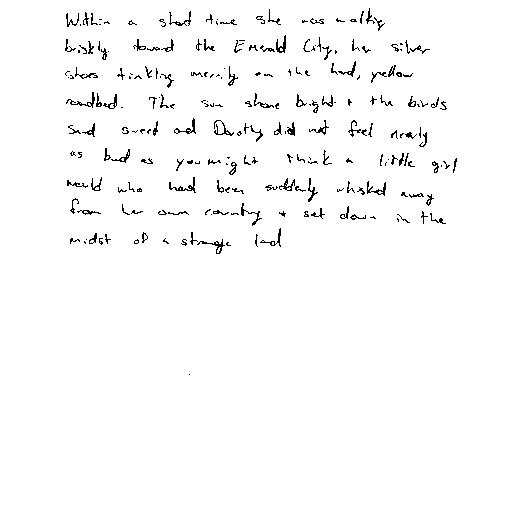 Within a short time she was walking
briskly toward the Emerald City, her silver
shoes tinkling merrily on the hard, yellow
roadbed. The sun shone bright + the birds
sand sweet and Dorothy did not feel nearly
as bad as you might think a little girl
would who had been suddenly whisked away
from her own country + set down in the
midst of a strange land